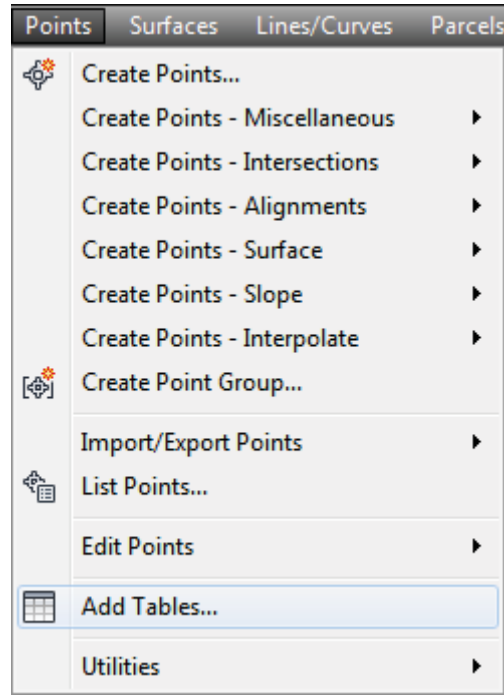 Points Surfaces Lines/Curves Parcels
Create Points...
Create Points - Miscellaneous
Create Points - Intersections
Create Points - Alignments
Create Points - Surface
Create Points - Slope
Create Points - Interpolate
Create Point Group...
Import/Export Points
List Points...
Edit Points
Add Tables...
Utilities